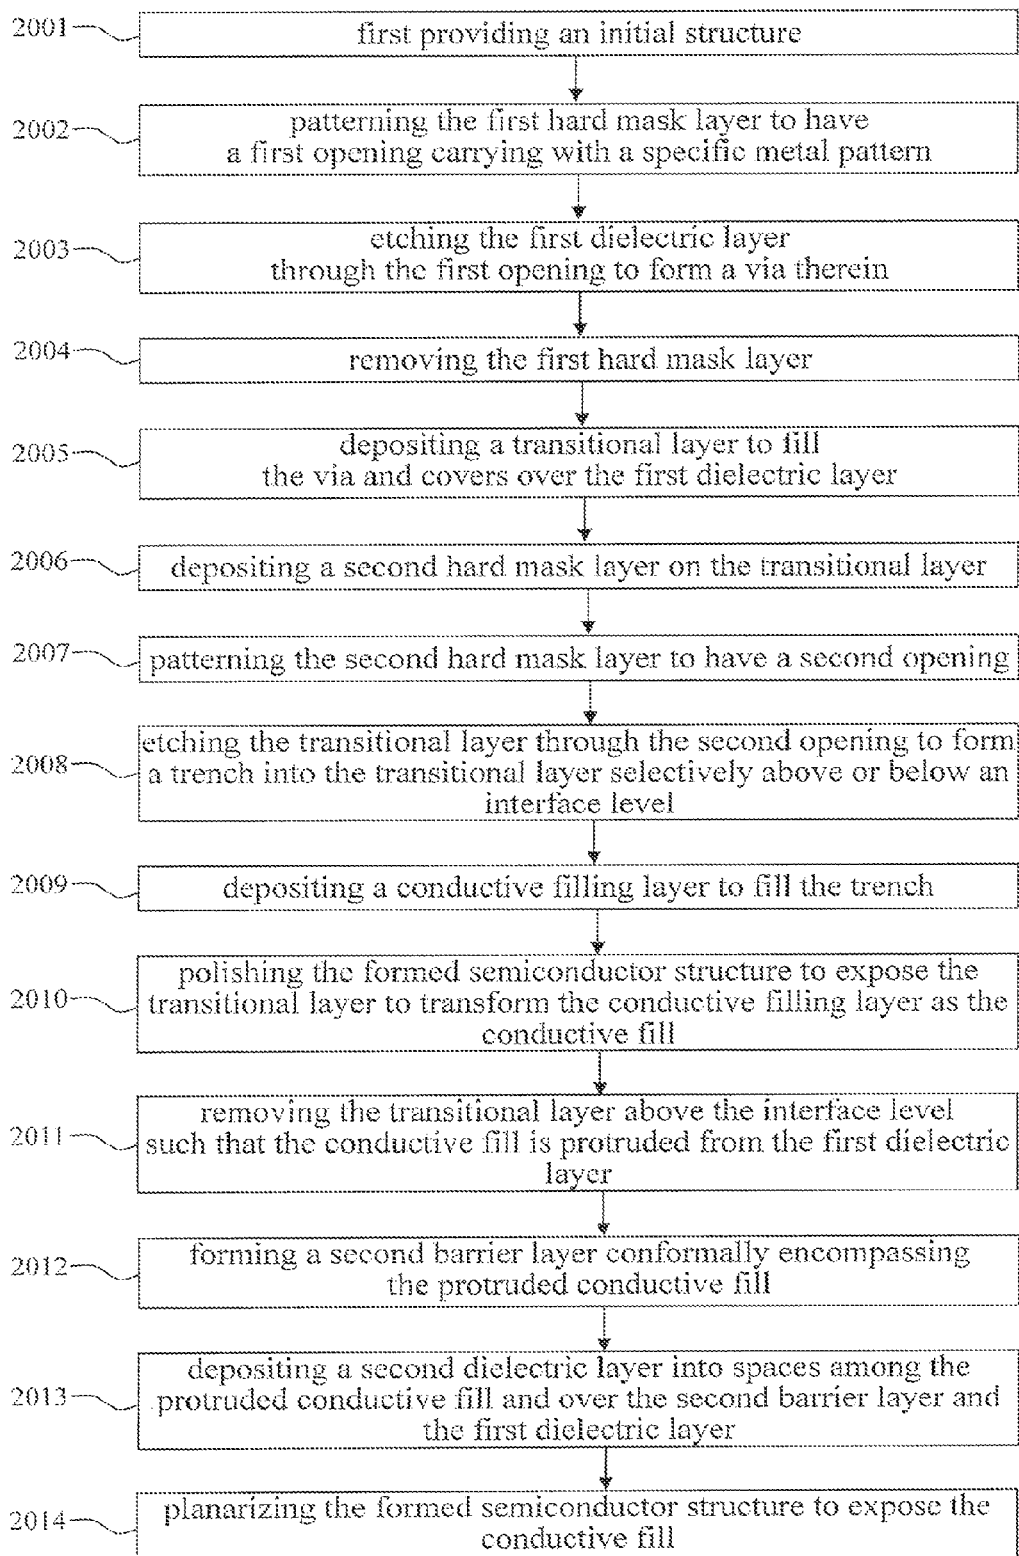 2001
first providing an initial structure
2002
patterning the first hard mask layer to have
a first opening carrying with a specific metal pattern
2003
etching the first dielectric layer
through the first opening to form a via therein
2004
removing the first hard mask layer
2005
depositing a transitional layer to fill
the via and covers over the first dielectric layer
2006
depositing a second hard mask layer on the transitional layer
2007
patterning the second hard mask layer to have a second opening
2008
etching the transitional layer through the second opening to form
a trench into the transitional layer selectively above or below an
interface level
2009
depositing a conductive filling layer to fill the trench
2010
polishing the formed semiconductor structure to expose the
transitional layer to transform the conductive filling layer as the
conductive fill
2011
removing the transitional layer above the interface level
such that the conductive fill is protruded from the first dielectric
layer
2012
forming a second barrier layer conformally encompassing
the protruded conductive fill
2013
depositing a second dielectric layer into spaces among the
protruded conductive fill and over the second barrier layer and
the first dielectric layer
2014
planarizing the formed semiconductor structure to expose the
conductive fill